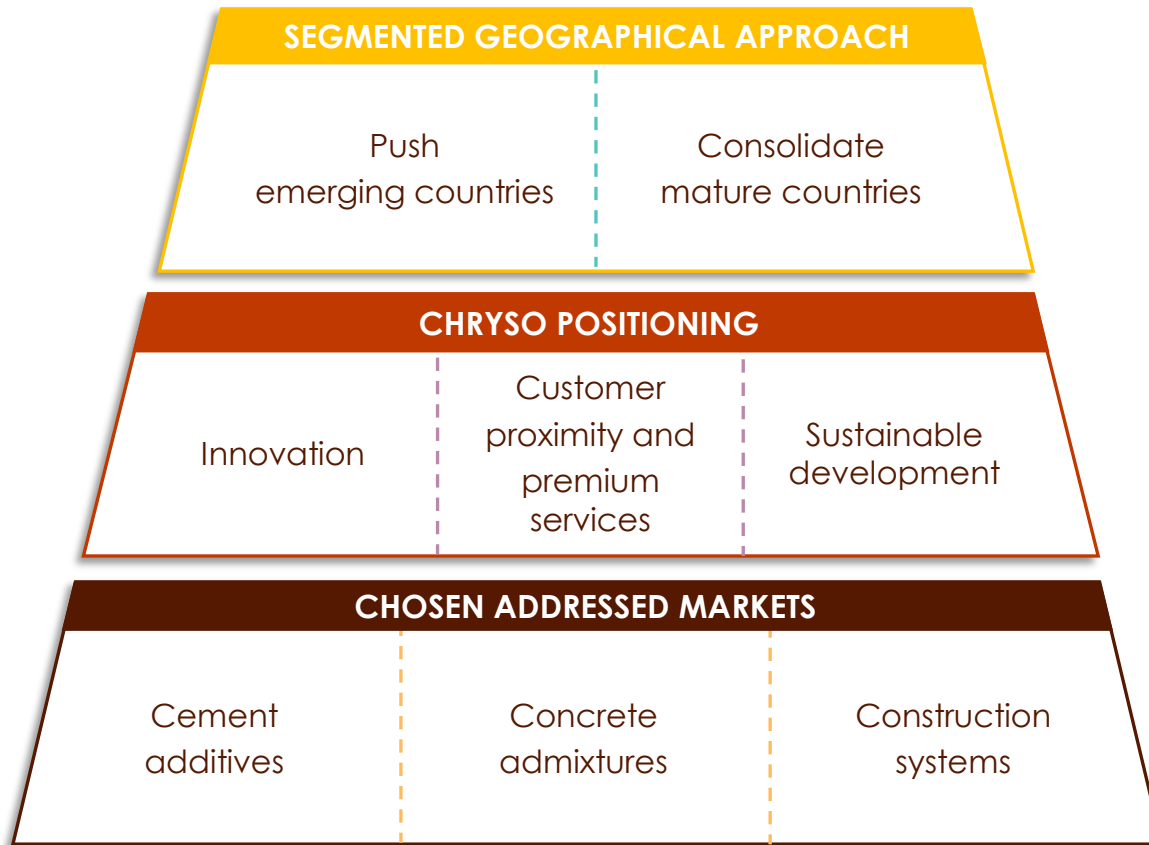 SEGMENTED GEOGRAPHICAL APPROACH
Push
emerging countries
Consolidate
mature countries
CHRYSO POSITIONING
Innovation
Customer
proximity and
premium
services
Sustainable
development
CHOSEN ADDRESSED MARKETS
Cement
additives
Concrete
admixtures
Construction
systems